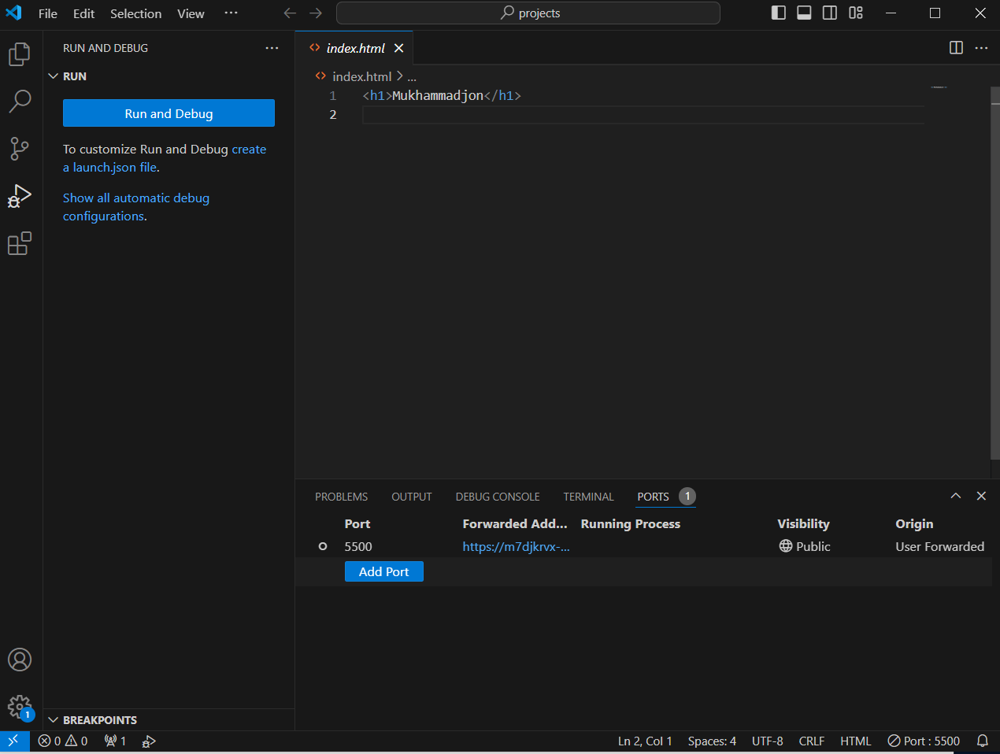 File Edit Selection View ··· projects
RUN AND DEBUG ···
RUN
Run and Debug
To customize Run and Debug create
a launch.json file.
Show all automatic debug
configurations.
BREAKPOINTS
index.html
index.html > ...
1 <h1>Mukhammadjon</h1>
2
PROBLEMS OUTPUT DEBUG CONSOLE TERMINAL PORTS 1
Port Forwarded Add... Running Process Visibility Origin
5500 https://m7djkrvx-... Public User Forwarded
Add Port
1
0 0 1 Ln 2, Col 1 Spaces: 4 UTF-8 CRLF HTML Port : 5500